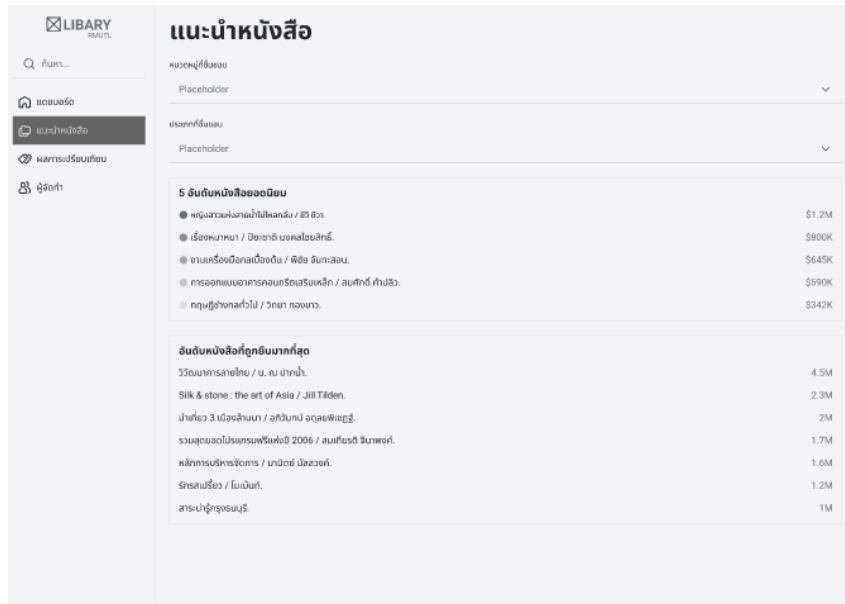 LIBARY
RMUTL
ค้นหา...
แดชบอร์ด
แนะนำหนังสือ
ผลการเปรียบเทียบ
ผู้จัดทำ
แนะนำหนังสือ
หมวดหมู่ที่ชื่นชอบ
Placeholder
ประเภทที่ชื่นชอบ
Placeholder
5 อันดับหนังสือยอดนิยม
หญิงสาวแห่งสายน้ำไม่ไหลกลับ / ชีวี ชีวา. $1.2M
เรื่องหมาหมา / ปิยะชาติ มงคลไชยสิทธิ์. $800K
งานเครื่องมือกลเบื้องต้น / พิชัย จันทะสอน. $645K
การออกแบบอาคารคอนกรีตเสริมเหล็ก / สมศักดิ์ คำปลิว. $590K
ทฤษฎีช่างกลทั่วไป / วิทยา ทองขาว. $342K
อันดับหนังสือที่ถูกยืมมากที่สุด
วิวัฒนาการลายไทย / น. ณ ปากน้ำ. 4.5M
Silk & stone : the art of Asia / Jill Tilden. 2.3M
นำเที่ยว 3 เมืองล้านนา / อภิวันทน์ อดุลยพิเชฏฐ์. 2M
รวมสุดยอดโปรแกรมฟรีแห่งปี 2006 / สมเกียรติ จินาพงศ์. 1.7M
หลักการบริหารจัดการ / มานิตย์ มัลลวงค์. 1.6M
รักรสเปรี้ยว / โมเม้นท์. 1.2M
สาระน่ารู้กรุงธนบุรี. 1M